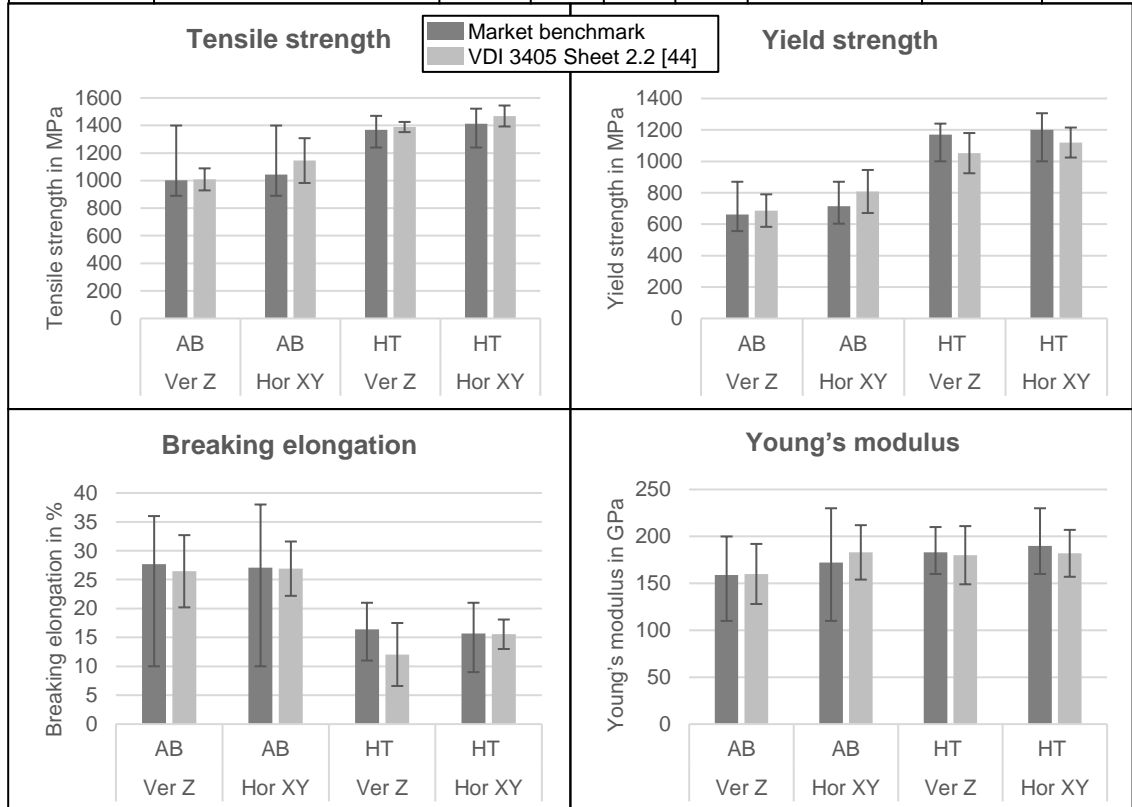 Market benchmark
VDI 3405 Sheet 2.2 [44]
Tensile strength
Tensile strength in MPa
1600
1400
1200
1000
800
600
400
200
0
AB AB HT HT
Ver Z Hor XY Ver Z Hor XY
Yield strength
Yield strength in MPa
1400
1200
1000
800
600
400
200
0
AB AB HT HT
Ver Z Hor XY Ver Z Hor XY
Breaking elongation
Breaking elongation in %
40
35
30
25
20
15
10
5
0
AB AB HT HT
Ver Z Hor XY Ver Z Hor XY
Young's modulus
Young's modulus in GPa
250
200
150
100
50
0
AB AB HT HT
Ver Z Hor XY Ver Z Hor XY